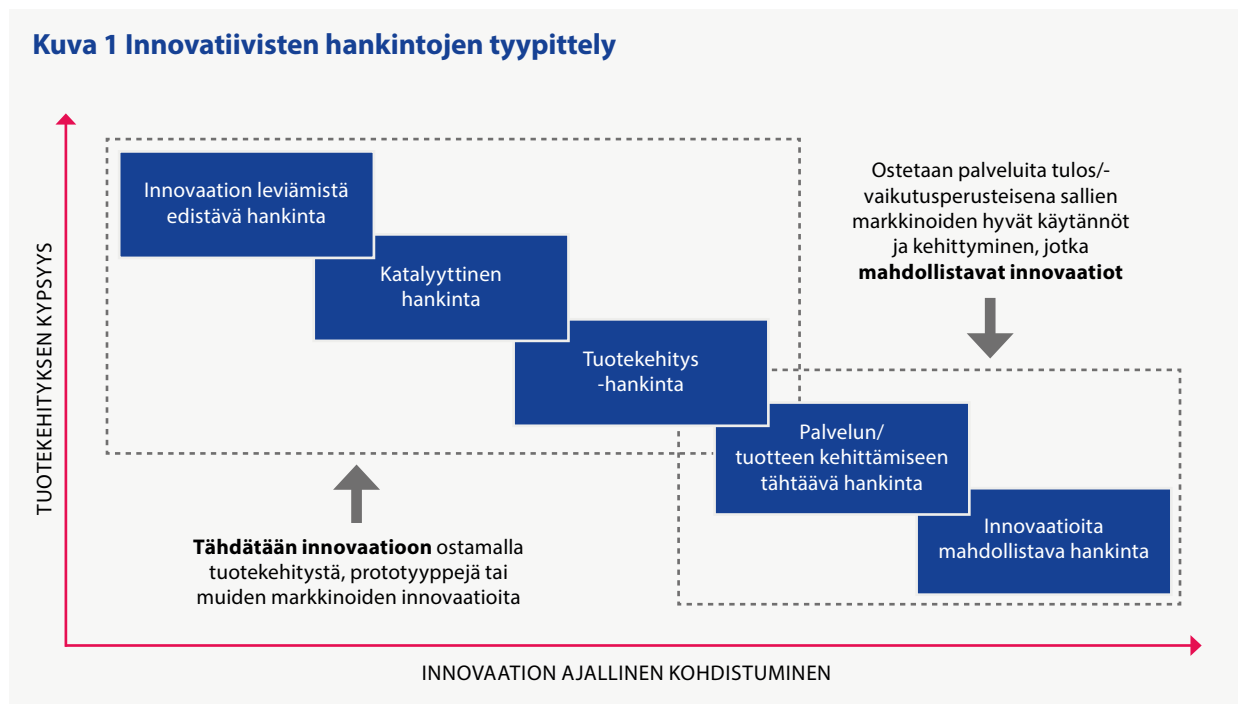 Kuva 1 Innovatiivisten hankintojen tyypittely
TUOTEKEHITYKSEN KYPSYYS
Innovaation leviämistä
edistävä hankinta
Katalyyttinen
hankinta
Tuotekehitys
-hankinta
Palvelun/
tuotteen kehittämiseen
tähtäävä hankinta
Innovaatioita
mahdollistava hankinta
Ostetaan palveluita tulos/-
vaikutusperusteisena sallien
markkinoiden hyvät käytännöt
ja kehittyminen, jotka
mahdollistavat innovaatiot
Tähdätään innovaatioon ostamalla
tuotekehitystä, prototyyppejä tai
muiden markkinoiden innovaatioita
INNOVAATION AJALLINEN KOHDISTUMINEN